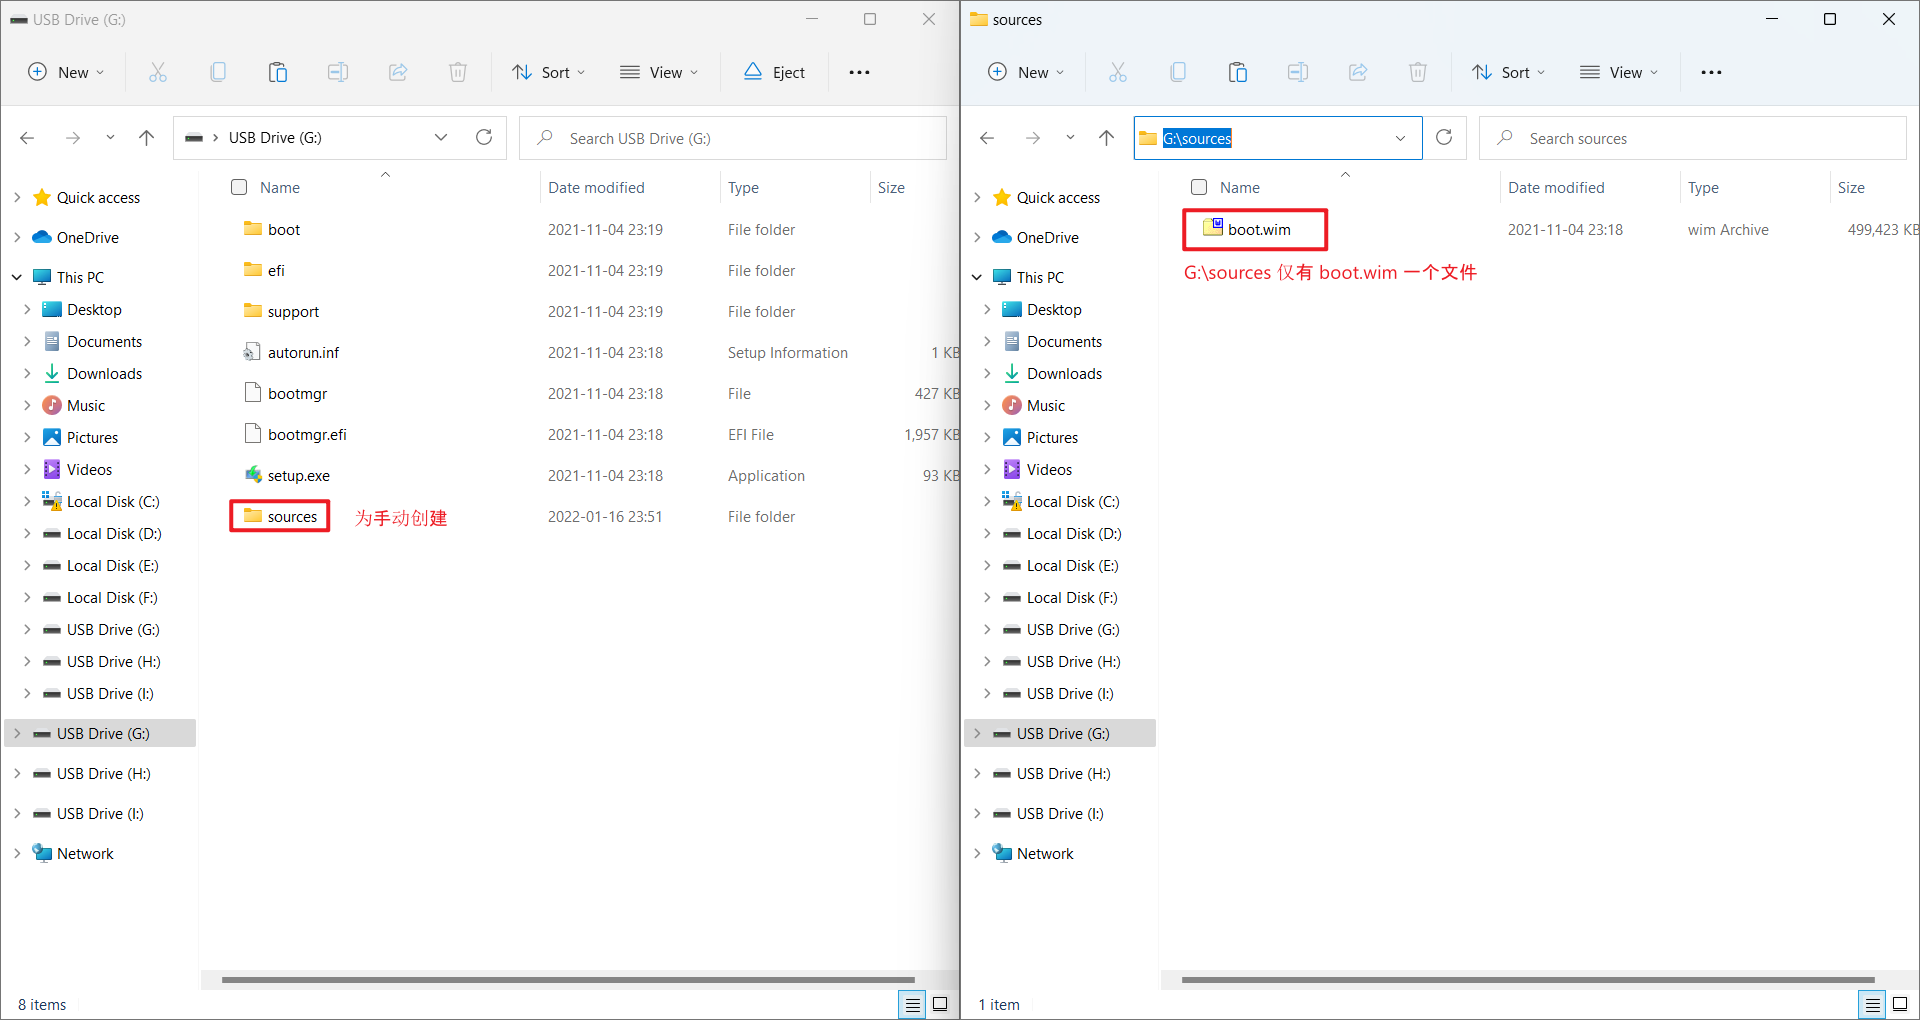 USB Drive (G:)
New
Sort
View
Eject
USB Drive (G:)
Search USB Drive (G:)
Quick access
OneDrive
This PC
Desktop
Documents
Downloads
Music
Pictures
Videos
Local Disk (C:)
Local Disk (D:)
Local Disk (E:)
Local Disk (F:)
USB Drive (G:)
USB Drive (H:)
USB Drive (I:)
USB Drive (G:)
USB Drive (H:)
USB Drive (I:)
Network
Name Date modified Type Size
boot 2021-11-04 23:19 File folder
efi 2021-11-04 23:19 File folder
support 2021-11-04 23:19 File folder
autorun.inf 2021-11-04 23:18 Setup Information 1 KB
bootmgr 2021-11-04 23:18 File 427 KB
bootmgr.efi 2021-11-04 23:18 EFI File 1,957 KB
setup.exe 2021-11-04 23:18 Application 93 KB
sources 为手动创建 2022-01-16 23:51 File folder
8 items
sources
New
Sort
View
G:\sources
Search sources
Quick access
OneDrive
This PC
Desktop
Documents
Downloads
Music
Pictures
Videos
Local Disk (C:)
Local Disk (D:)
Local Disk (E:)
Local Disk (F:)
USB Drive (G:)
USB Drive (H:)
USB Drive (I:)
USB Drive (G:)
USB Drive (H:)
USB Drive (I:)
Network
Name Date modified Type Size
boot.wim 2021-11-04 23:18 wim Archive 499,423 KB
G:\sources 仅有 boot.wim 一个文件
1 item